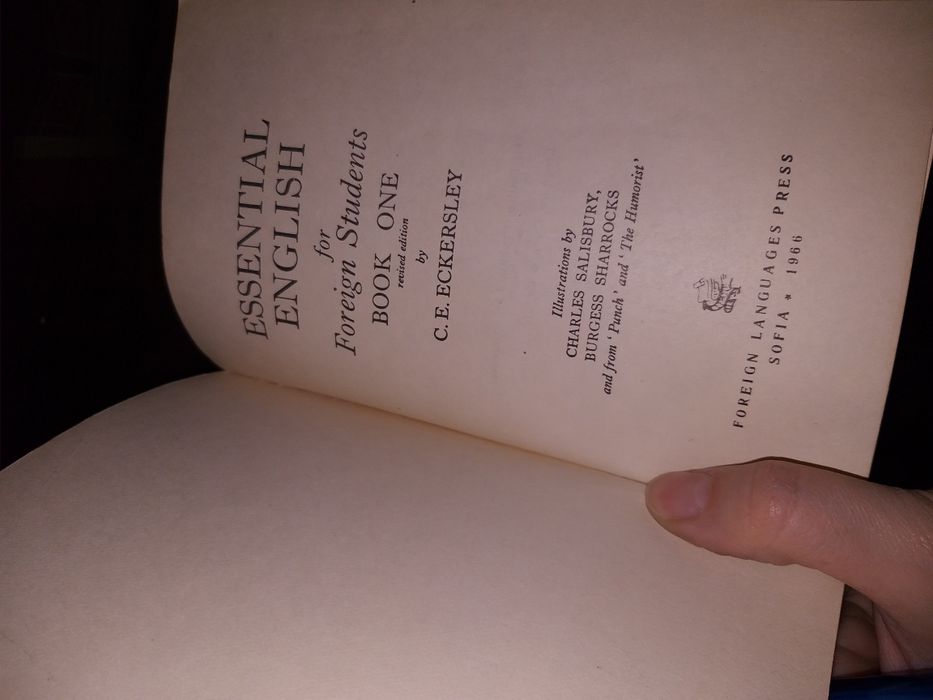 ESSENTIAL
ENGLISH
for
Foreign Students
BOOK ONE
revised edition
by
C. E. ECKERSLEY
Illustrations by
CHARLES SALISBURY,
BURGESS SHARROCKS
and from ‘Punch’ and ‘The Humorist’
FOREIGN LANGUAGES PRESS
SOFIA * 1966